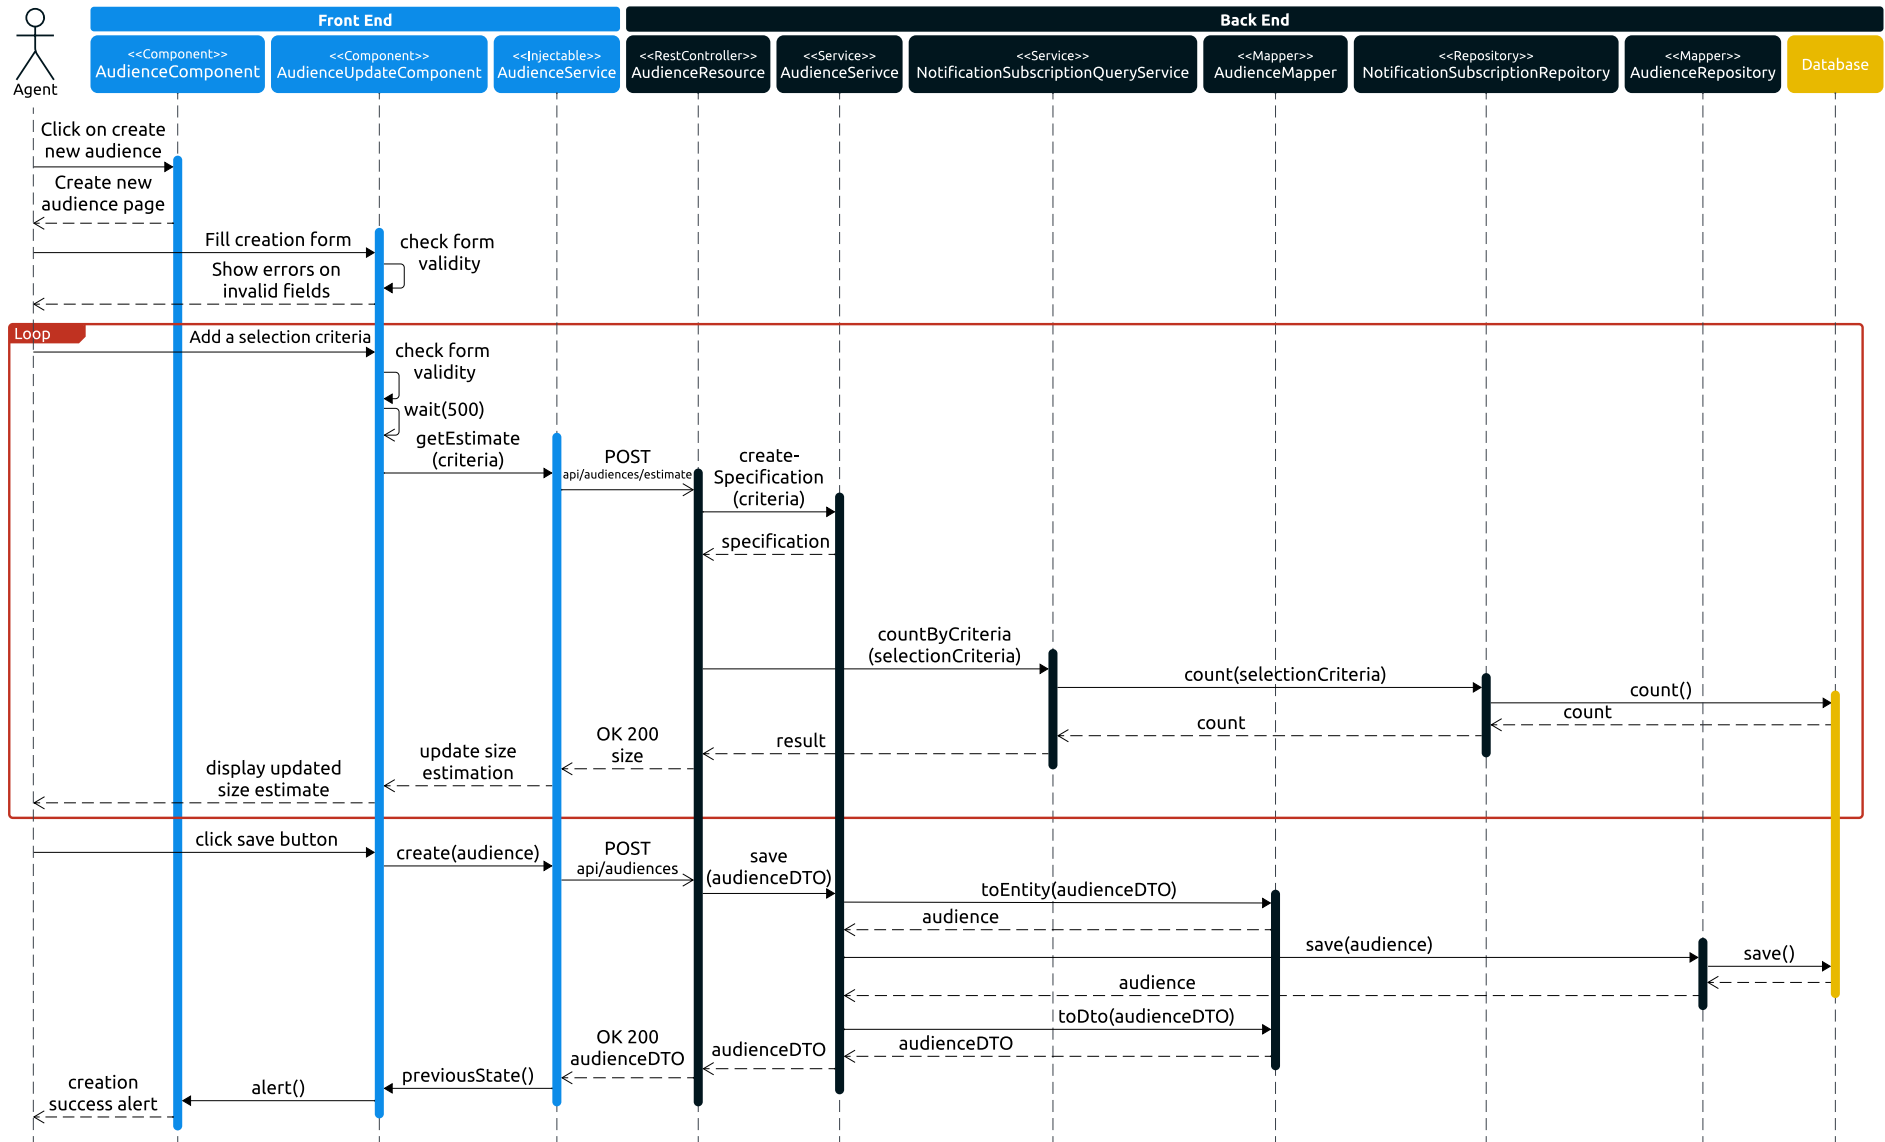 Front End
Back End
Agent
<<Component>>
AudienceComponent
<<Component>>
AudienceUpdateComponent
<<Injectable>>
AudienceService
<<RestController>>
AudienceResource
<<Service>>
AudienceSerivce
<<Service>>
NotificationSubscriptionQueryService
<<Mapper>>
AudienceMapper
<<Repository>>
NotificationSubscriptionRepoitory
<<Mapper>>
AudienceRepository
Database
Click on create
new audience
Create new
audience page
Fill creation form
check form
validity
Show errors on
invalid fields
Loop
Add a selection criteria
check form
validity
wait(500)
getEstimate
(criteria)
POST
api/audiences/estimate
create-
Specification
(criteria)
specification
countByCriteria
(selectionCriteria)
count(selectionCriteria)
count()
count
count
result
OK 200
size
update size
estimation
display updated
size estimate
click save button
create(audience)
POST
api/audiences
save
(audienceDTO)
toEntity(audienceDTO)
audience
save(audience)
save()
audience
toDto(audienceDTO)
audienceDTO
audienceDTO
OK 200
audienceDTO
previousState()
alert()
creation
success alert